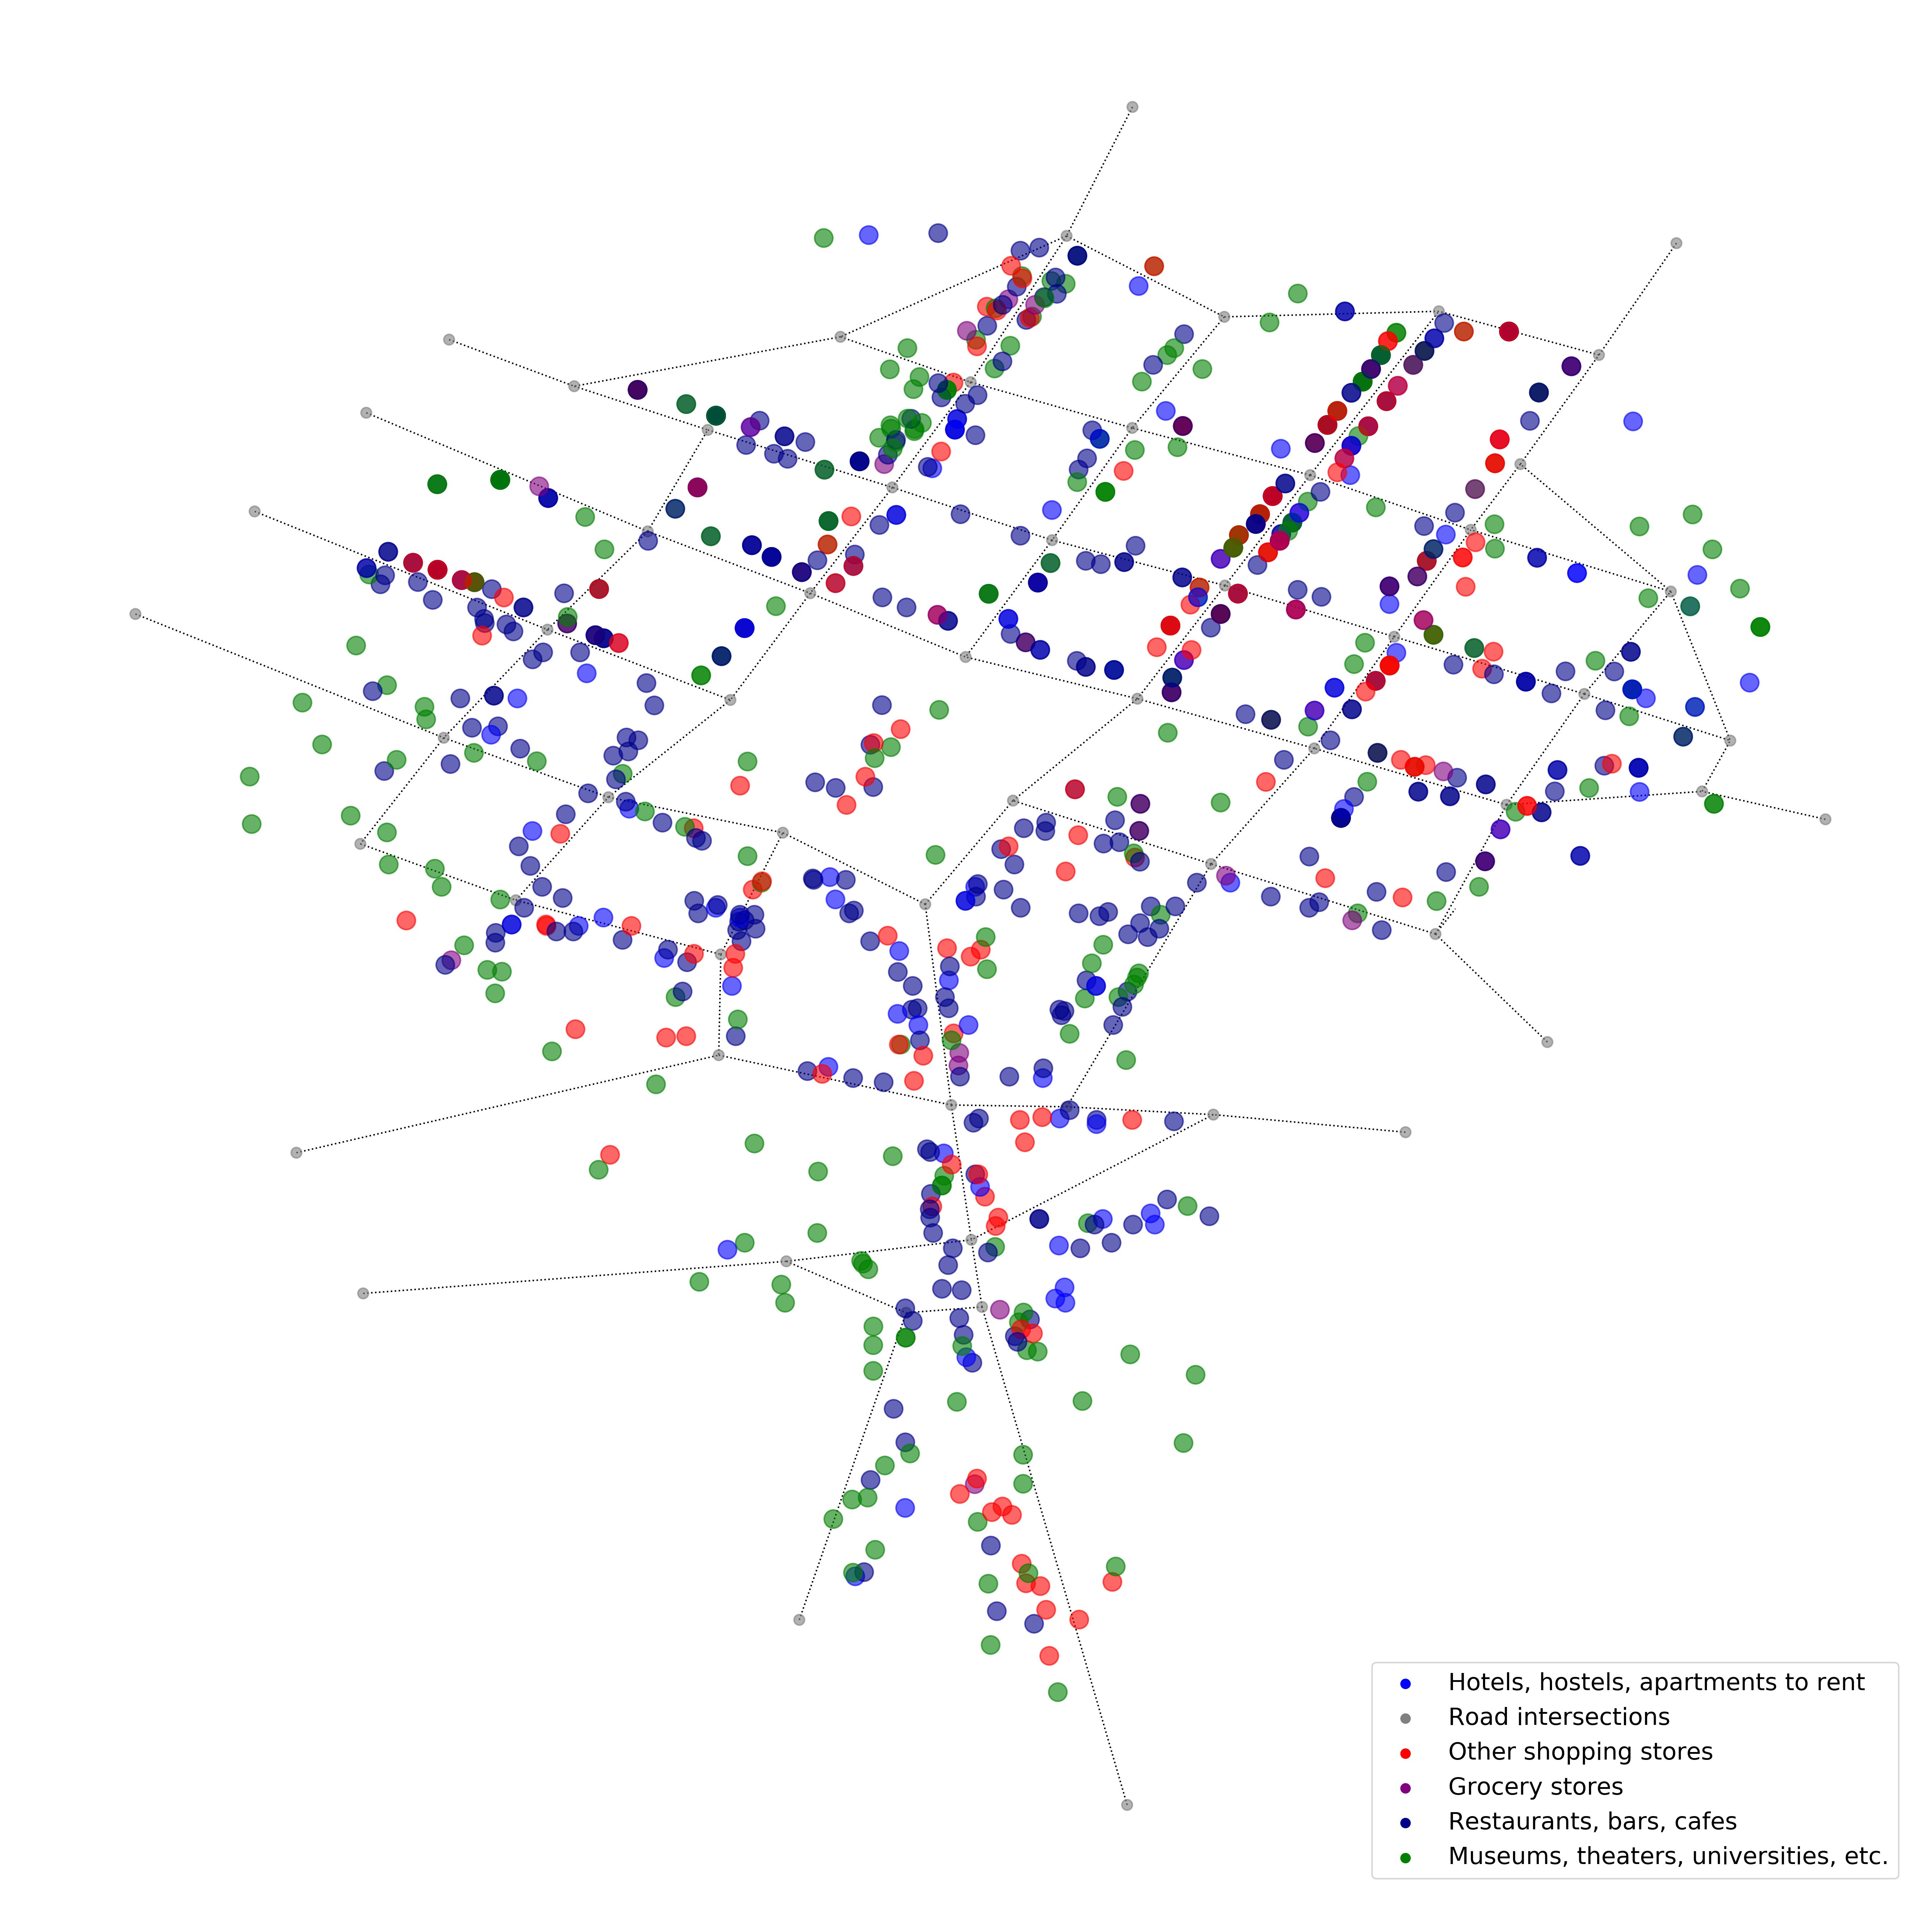 Hotels, hostels, apartments to rent
Road intersections
Other shopping stores
Grocery stores
Restaurants, bars, cafes
Museums, theaters, universities, etc.